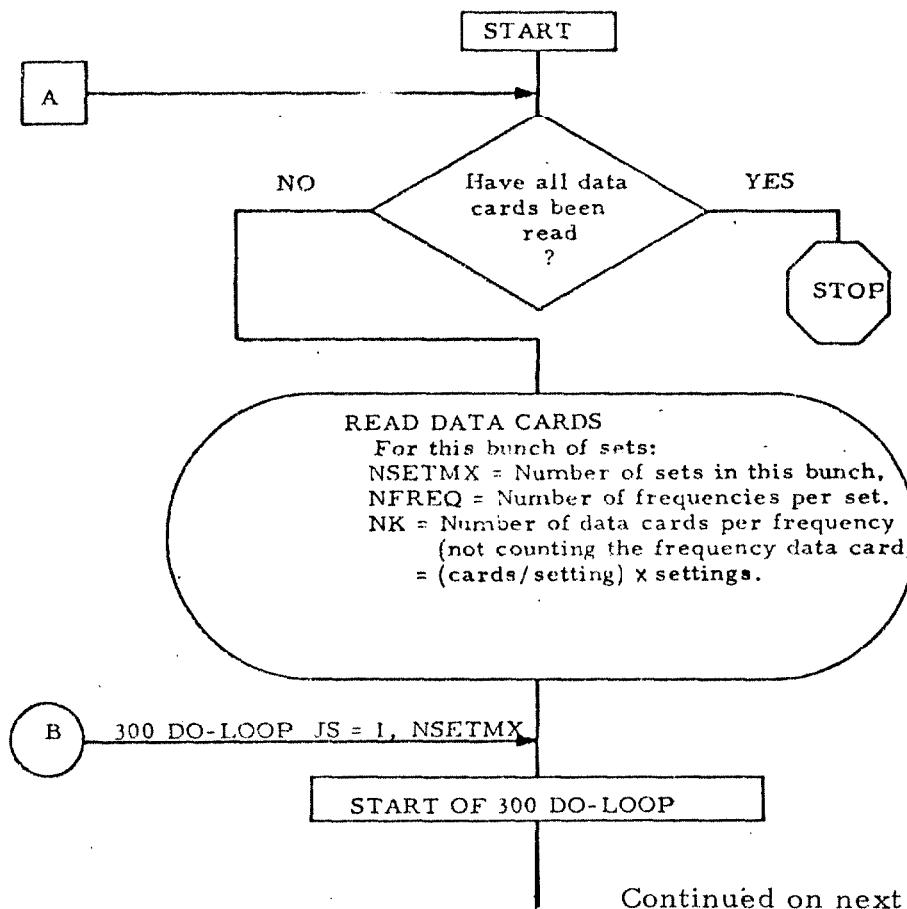 START
A
NO
Have all data
cards been
read
?
YES
STOP
READ DATA CARDS
For this bunch of sets:
NSETMX = Number of sets in this bunch,
NFREQ = Number of frequencies per set.
NK = Number of data cards per frequency
(not counting the frequency data card
= (cards/setting) x settings.
B
300 DO-LOOP JS = 1, NSETMX
START OF 300 DO-LOOP
Continued on next